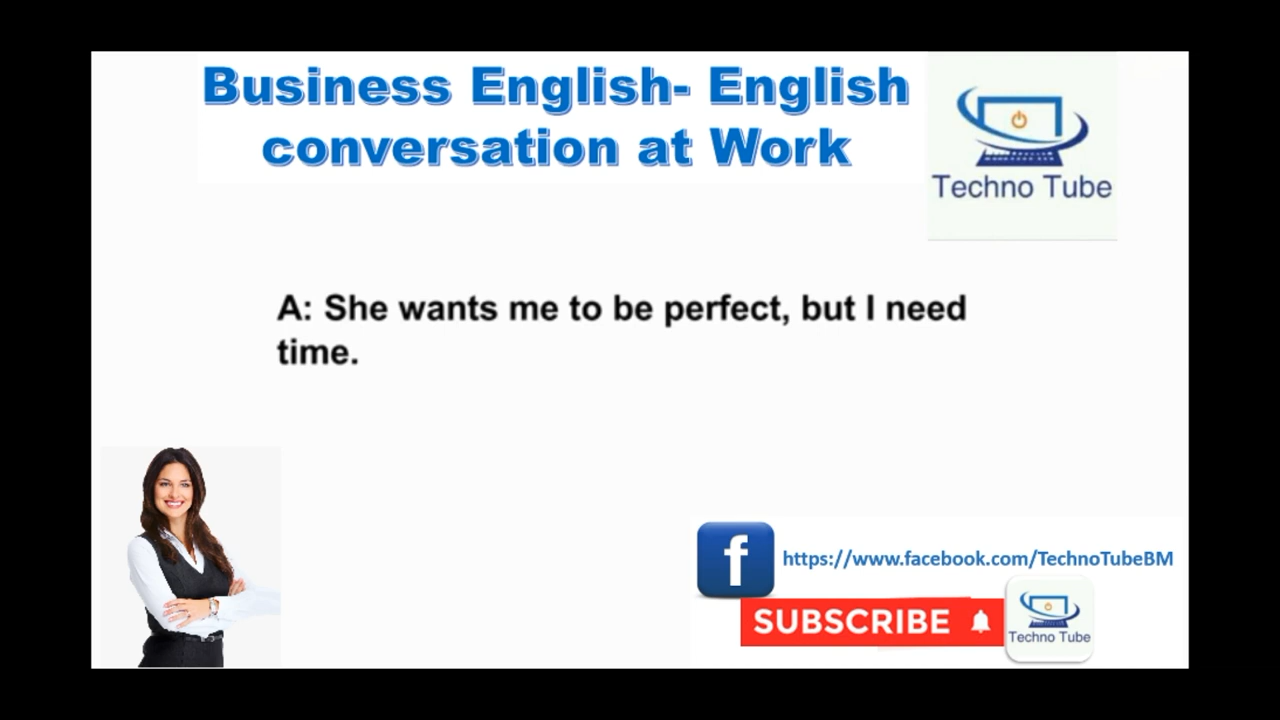 Business English- English
conversation at Work
Techno Tube
A: She wants me to be perfect, but I need
time.
f
https://www.facebook.com/TechnoTubeBM
SUBSCRIBE
Techno Tube